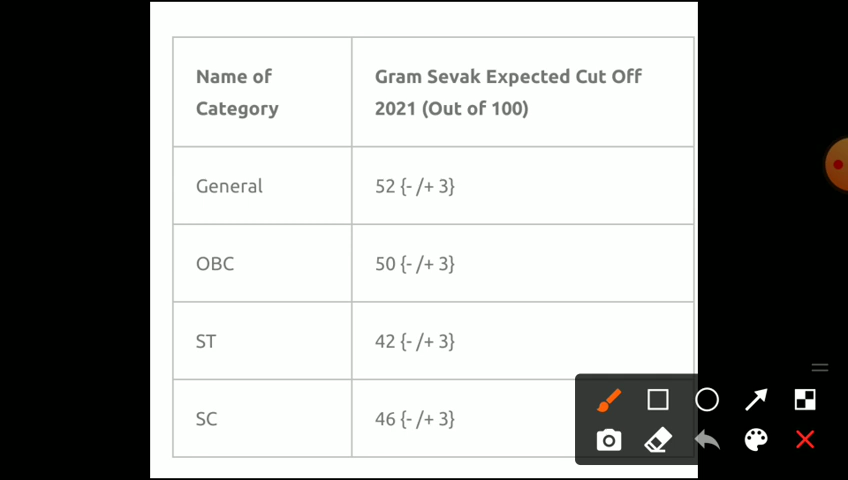 Name of
Category
Gram Sevak Expected Cut Off
2021 (Out of 100)
General
52 {- /+ 3}
OBC
50 {- /+ 3}
ST
42 {- /+ 3}
SC
46 {- /+ 3}